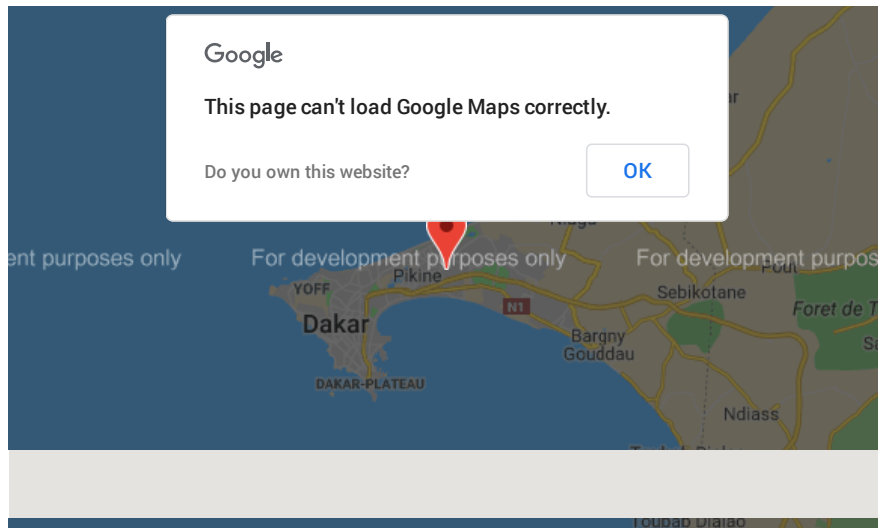 Google
This page can't load Google Maps correctly.
Do you own this website?
OK
ent purposes only
For development purposes only
For development purpos
Pout
Pikine
YOFF
Sebikotane
N1
Foret de T
Dakar
Bargny
Gouddau
DAKAR-PLATEAU
Ndiass
Toubab Dialao